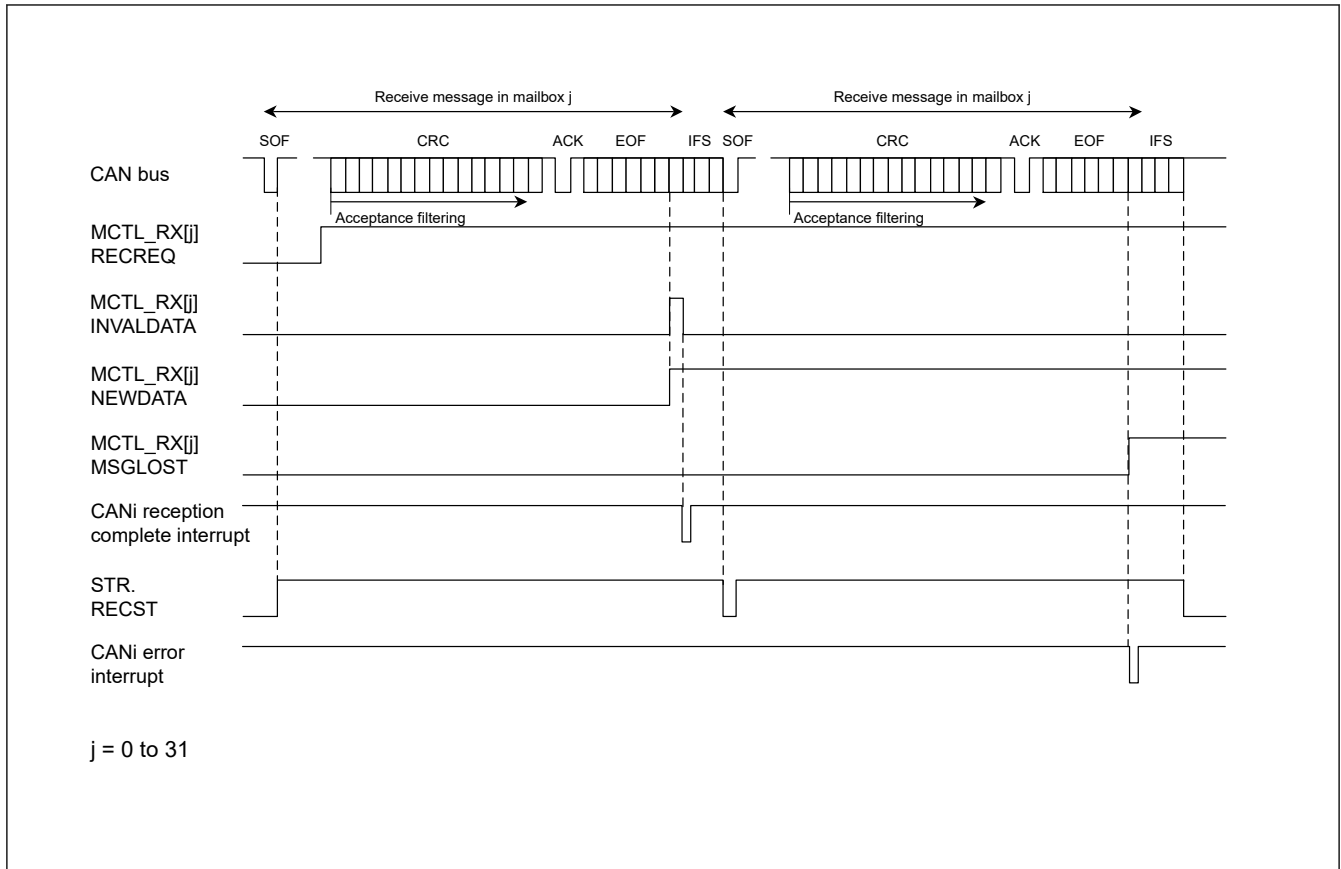 Receive message in mailbox j
Receive message in mailbox j
SOF
CRC
ACK
EOF
IFS
SOF
CRC
ACK
EOF
IFS
CAN bus
Acceptance filtering
Acceptance filtering
MCTL_RX[j]
RECREQ
MCTL_RX[j]
INVALDATA
MCTL_RX[j]
NEWDATA
MCTL_RX[j]
MSGLOST
CANi reception
complete interrupt
STR.
RECST
CANi error
interrupt
j = 0 to 31